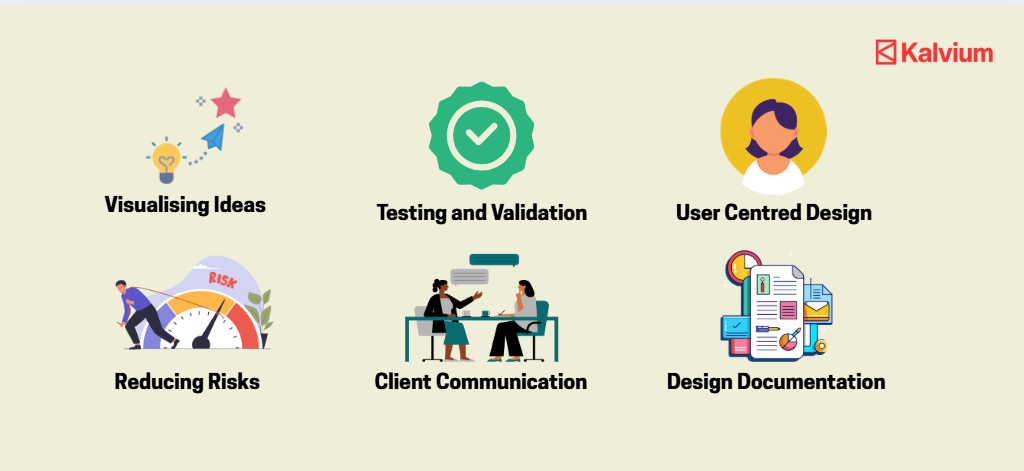 Kalvium
Visualising Ideas
Testing and Validation
User Centred Design
RISK
Reducing Risks
Client Communication
Design Documentation